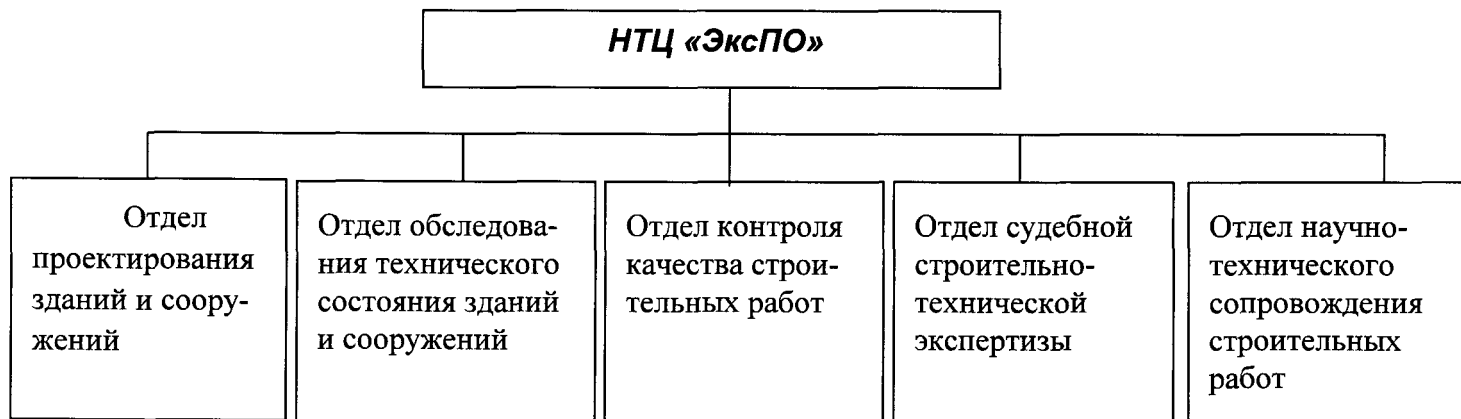 НТЦ «ЭксПО»
Отдел
проектирования
зданий и соору-
жений
Отдел обследова-
ния технического
состояния зданий
и сооружений
Отдел контроля
качества строи-
тельных работ
Отдел судебной
строительно-
технической
экспертизы
Отдел научно-
технического
сопровождения
строительных
работ